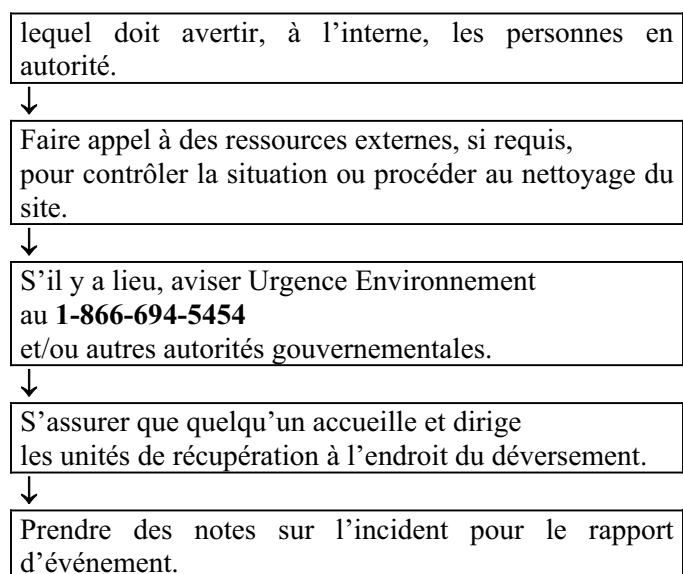 lequel doit avertir, à l’interne, les personnes en
autorité.
↓
Faire appel à des ressources externes, si requis,
pour contrôler la situation ou procéder au nettoyage du
site.
↓
S’il y a lieu, aviser Urgence Environnement
au 1-866-694-5454
et/ou autres autorités gouvernementales.
↓
S’assurer que quelqu’un accueille et dirige
les unités de récupération à l’endroit du déversement.
↓
Prendre des notes sur l’incident pour le rapport
d’événement.